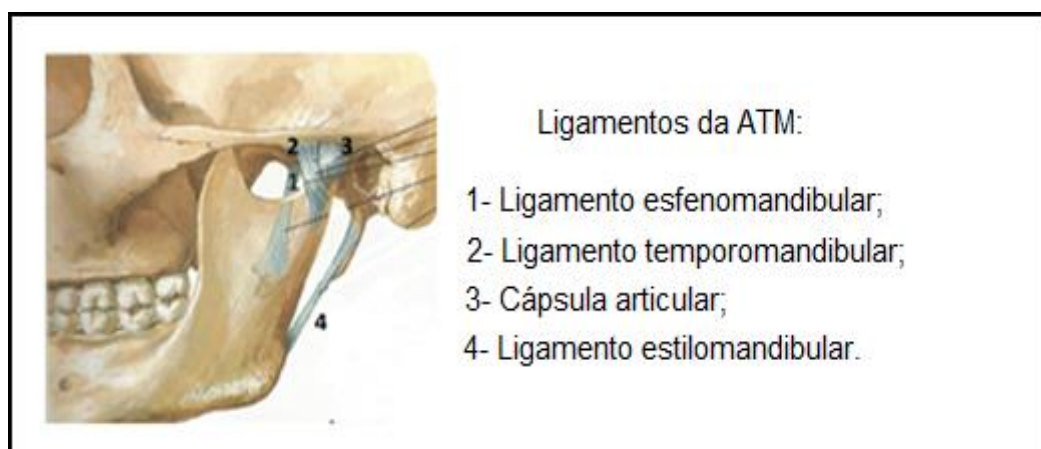 Ligamentos da ATM:
2 3
1
1- Ligamento esfenomandibular;
2- Ligamento temporomandibular;
3- Cápsula articular;
4
4- Ligamento estilomandibular.